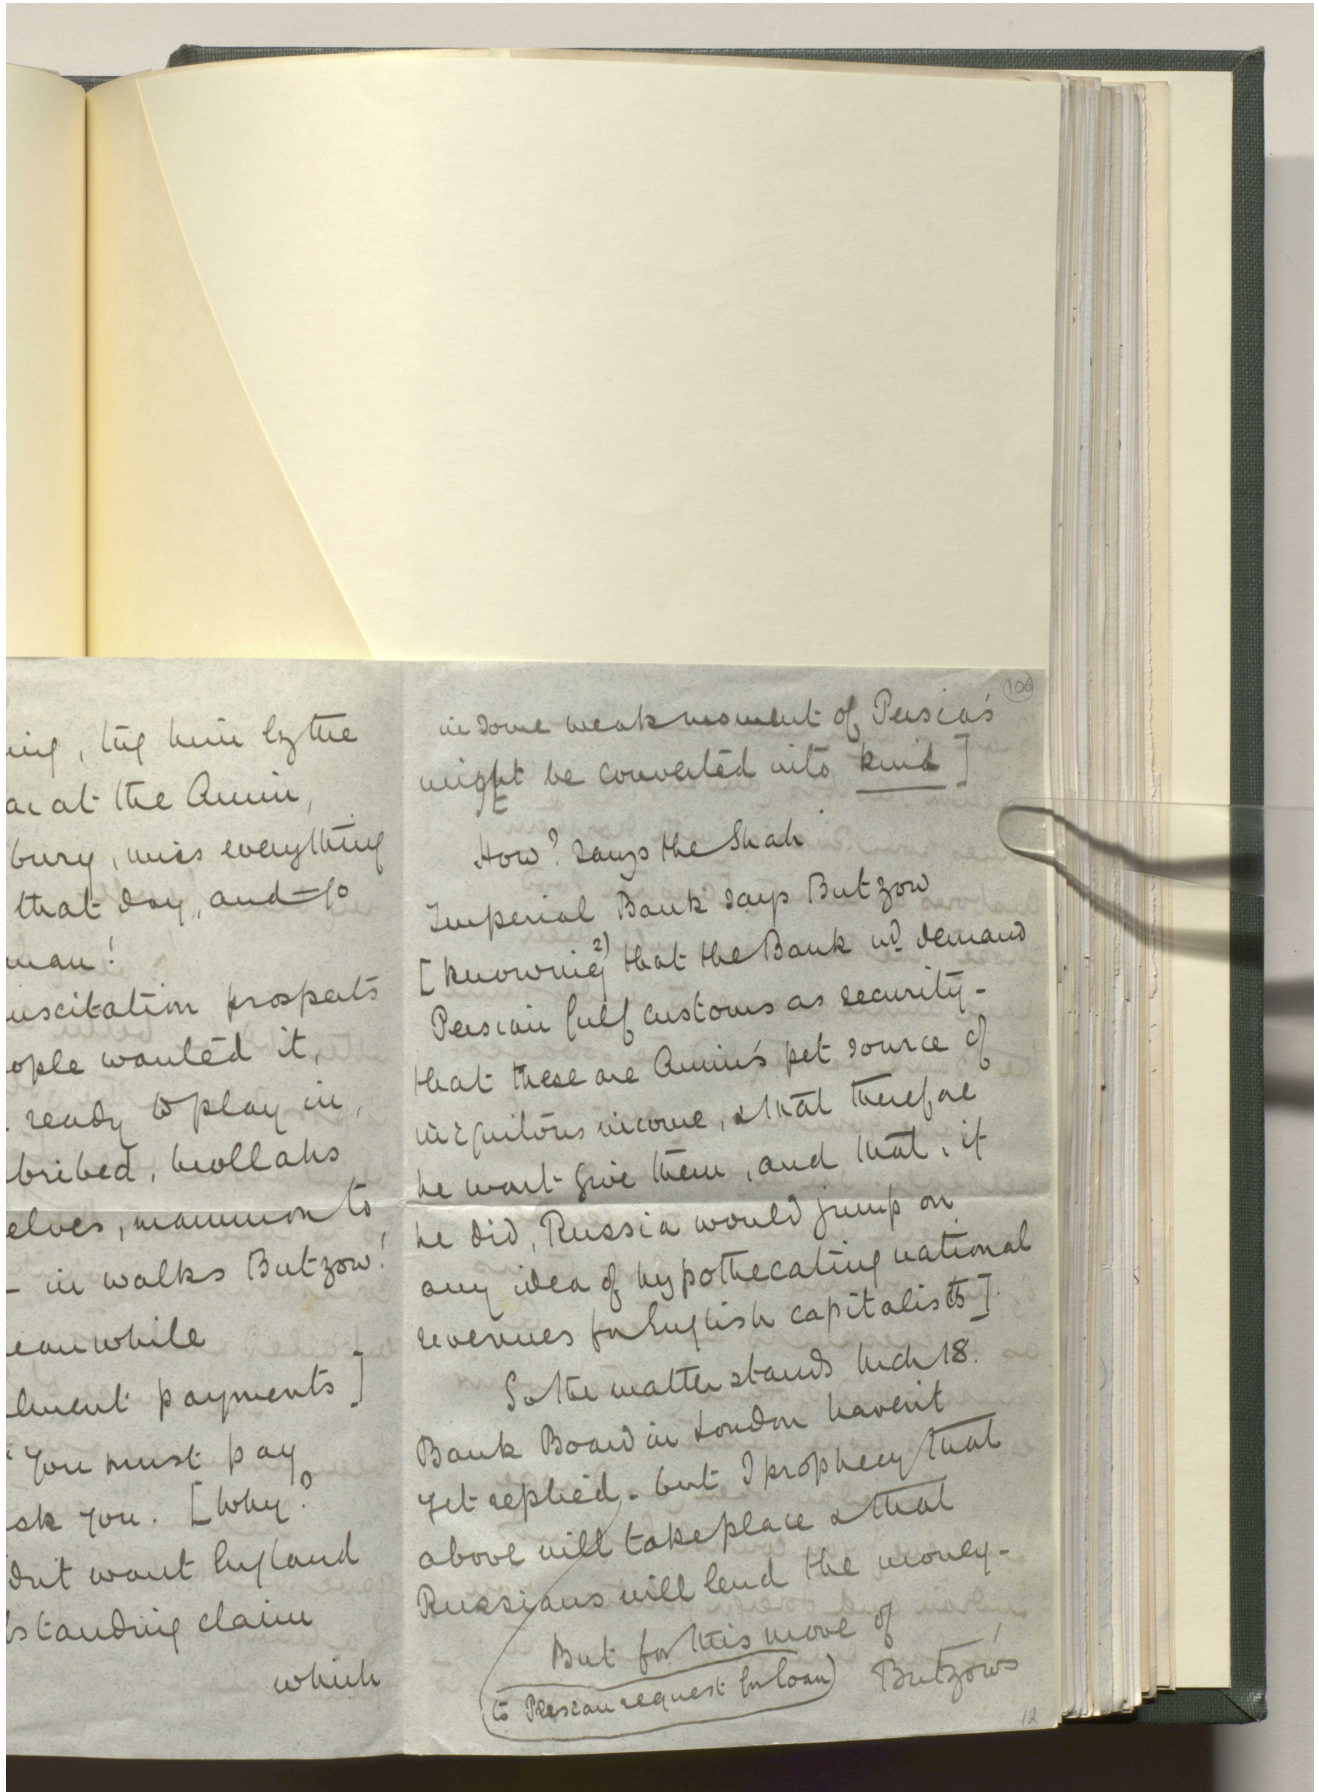 ing, tug him by the
at the Amin,
bury, miss everything
that day, and so
man!
uscitation prospects
ople wanted it,
ready to play in,
bribed, mollahs
elves, mammon to
- in walks Butzow!
eanwhile
lment payments]
"You must pay
sk you. [Why?
dn't want England
tstanding claim
which
106
in some weak moment of Persia's
might be converted into kind]
How? says the Shah
Imperial Bank says Butzow
[knowing 2) that the Bank wd demand
Persian Gulf customs as security -
that these are Amin's pet source of
iniquitous income, & that therefore
he wont give them, and that, if
he did, Russia would jump on
any idea of hypothecating national
revenues for English capitalists].
So the matter stands Mch 18.
Bank Board in London haven't
yet replied - but I prophecy that
above will take place & that
Russians will lend the money -
But for this move of
to Persian request for loan) Butzow's
12